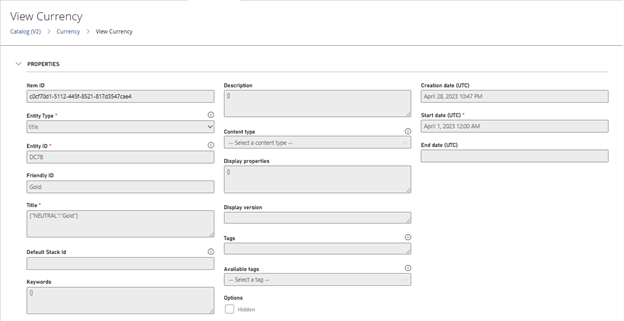 View Currency
Catalog (V2) > Currency > View Currency
PROPERTIES
Item ID
c0cf70d1-5112-445f-8521-817d3547cae4
Entity Type *
title
Entity ID *
DC7B
Friendly ID
Gold
Title *
{"NEUTRAL":"Gold"}
Default Stack Id
Keywords
[]
Description
{}
Content type
-- Select a content type --
Display properties
{}
Display version
Tags
Available tags
-- Select a tag --
Options
Hidden
Creation date (UTC)
April 28, 2023 10:47 PM
Start date (UTC) *
April 1, 2023 12:00 AM
End date (UTC)